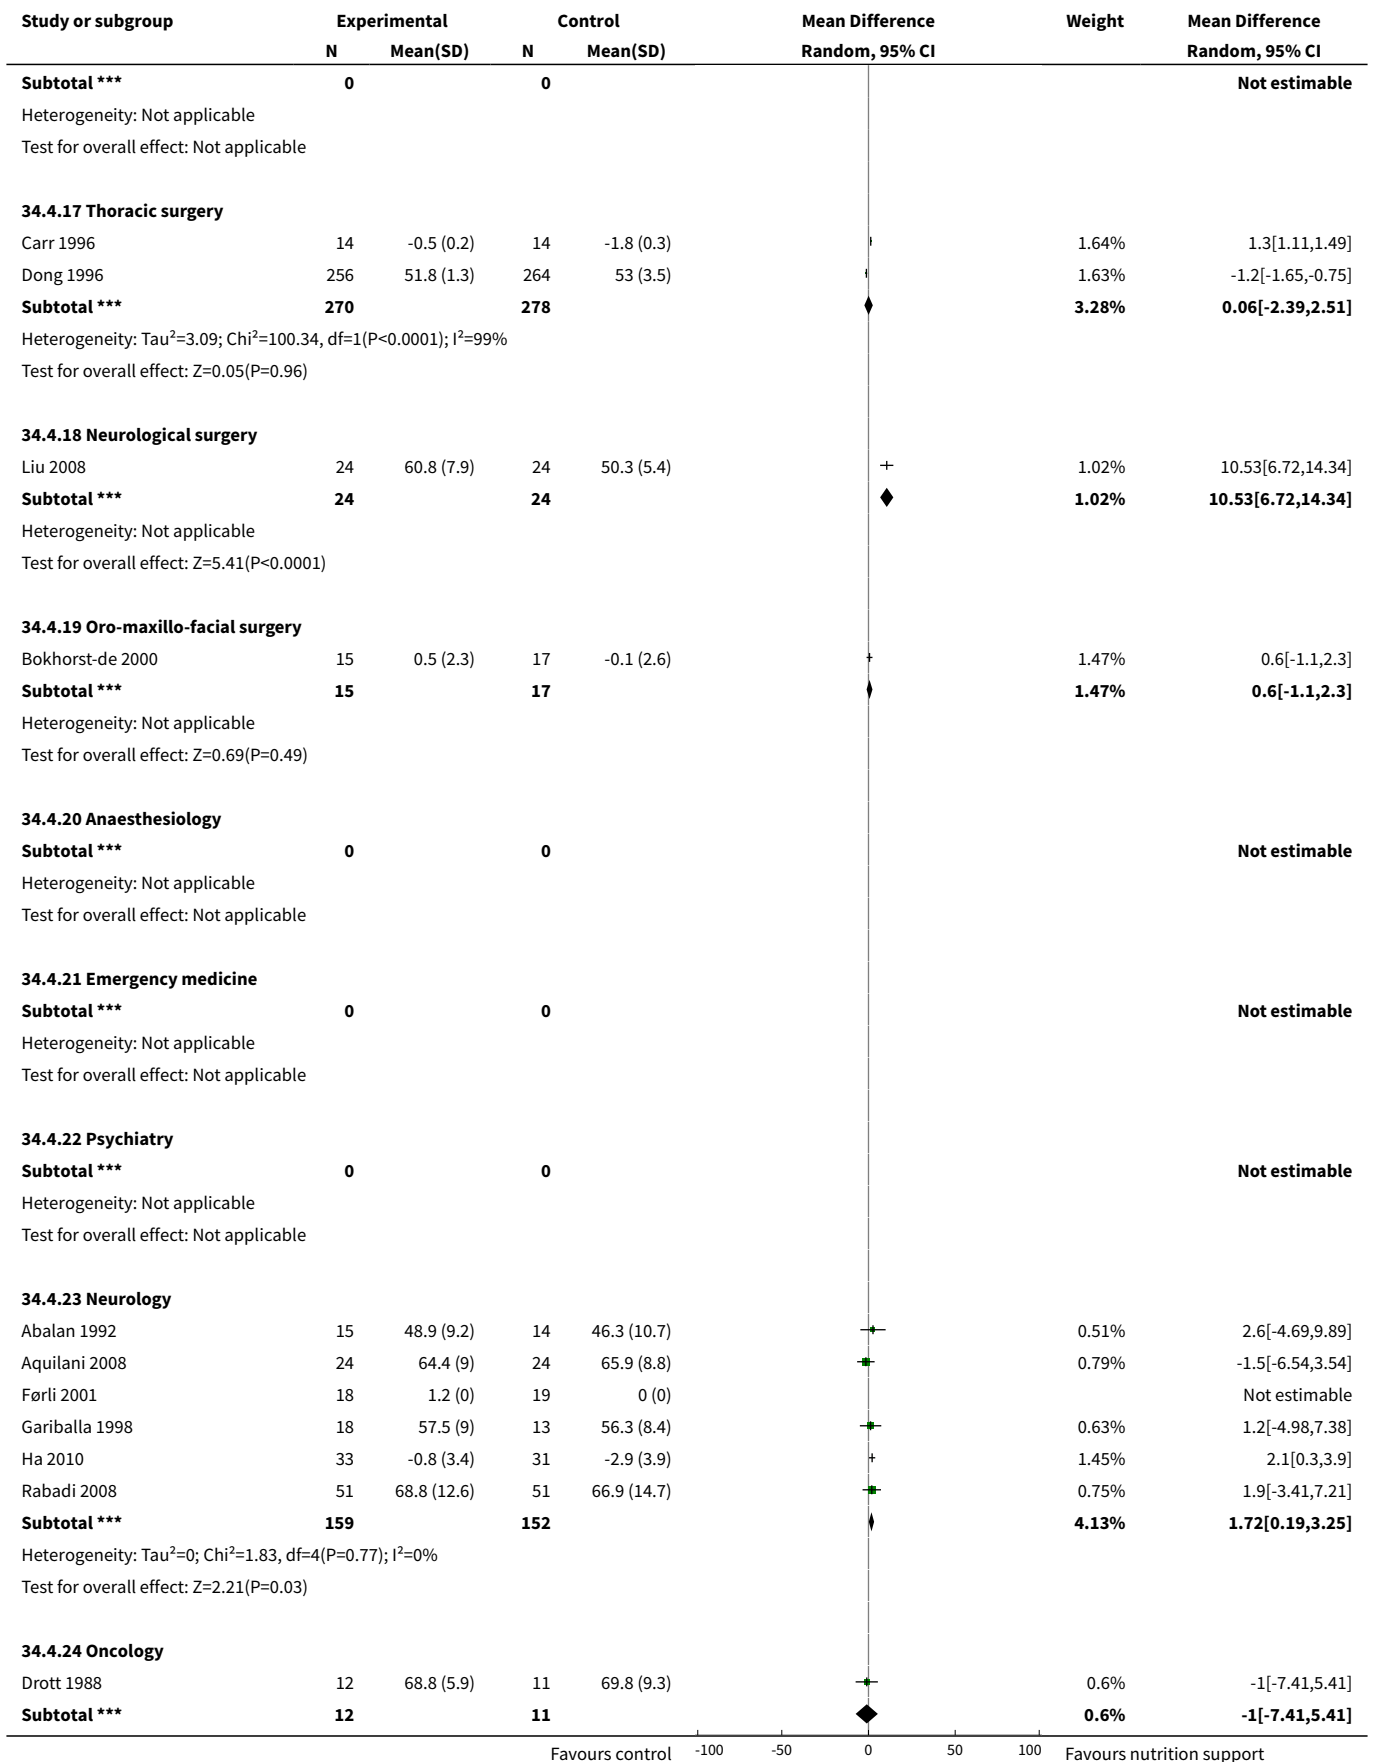 Study or subgroup Experimental Control Mean Difference Weight Mean Difference
N Mean(SD) N Mean(SD) Random, 95% CI Random, 95% CI
Subtotal *** 0 0 Not estimable
Heterogeneity: Not applicable
Test for overall effect: Not applicable
34.4.17 Thoracic surgery
Carr 1996 14 -0.5 (0.2) 14 -1.8 (0.3) 1.64% 1.3[1.11,1.49]
Dong 1996 256 51.8 (1.3) 264 53 (3.5) 1.63% -1.2[-1.65,-0.75]
Subtotal *** 270 278 3.28% 0.06[-2.39,2.51]
Heterogeneity: Tau²=3.09; Chi²=100.34, df=1(P<0.0001); I²=99%
Test for overall effect: Z=0.05(P=0.96)
34.4.18 Neurological surgery
Liu 2008 24 60.8 (7.9) 24 50.3 (5.4) 1.02% 10.53[6.72,14.34]
Subtotal *** 24 24 1.02% 10.53[6.72,14.34]
Heterogeneity: Not applicable
Test for overall effect: Z=5.41(P<0.0001)
34.4.19 Oro-maxillo-facial surgery
Bokhorst-de 2000 15 0.5 (2.3) 17 -0.1 (2.6) 1.47% 0.6[-1.1,2.3]
Subtotal *** 15 17 1.47% 0.6[-1.1,2.3]
Heterogeneity: Not applicable
Test for overall effect: Z=0.69(P=0.49)
34.4.20 Anaesthesiology
Subtotal *** 0 0 Not estimable
Heterogeneity: Not applicable
Test for overall effect: Not applicable
34.4.21 Emergency medicine
Subtotal *** 0 0 Not estimable
Heterogeneity: Not applicable
Test for overall effect: Not applicable
34.4.22 Psychiatry
Subtotal *** 0 0 Not estimable
Heterogeneity: Not applicable
Test for overall effect: Not applicable
34.4.23 Neurology
Abalan 1992 15 48.9 (9.2) 14 46.3 (10.7) 0.51% 2.6[-4.69,9.89]
Aquilani 2008 24 64.4 (9) 24 65.9 (8.8) 0.79% -1.5[-6.54,3.54]
Førli 2001 18 1.2 (0) 19 0 (0) Not estimable
Gariballa 1998 18 57.5 (9) 13 56.3 (8.4) 0.63% 1.2[-4.98,7.38]
Ha 2010 33 -0.8 (3.4) 31 -2.9 (3.9) 1.45% 2.1[0.3,3.9]
Rabadi 2008 51 68.8 (12.6) 51 66.9 (14.7) 0.75% 1.9[-3.41,7.21]
Subtotal *** 159 152 4.13% 1.72[0.19,3.25]
Heterogeneity: Tau²=0; Chi²=1.83, df=4(P=0.77); I²=0%
Test for overall effect: Z=2.21(P=0.03)
34.4.24 Oncology
Drott 1988 12 68.8 (5.9) 11 69.8 (9.3) 0.6% -1[-7.41,5.41]
Subtotal *** 12 11 0.6% -1[-7.41,5.41]
Favours control -100 -50 0 50 100 Favours nutrition support